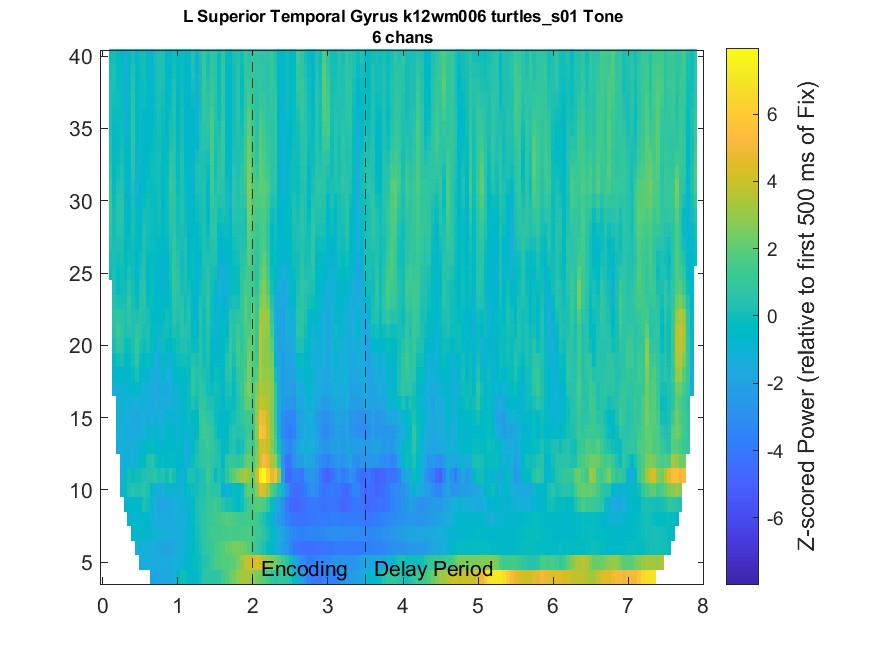 L Superior Temporal Gyrus k12wm006 turtles_s01 Tone
6 chans
40
35
30
25
20
15
10
5
Encoding
Delay Period
0 1 2 3 4 5 6 7 8
6
4
2
0
-2
-4
-6
Z-scored Power (relative to first 500 ms of Fix)